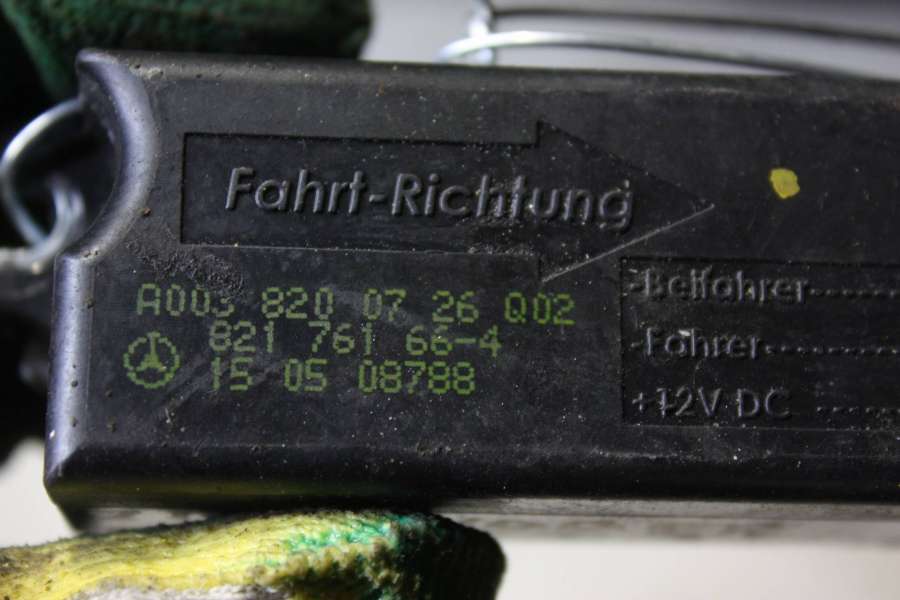 Fahrt-Richtung
A003 820 07 26 Q02
821 761 66-4
15 05 08788
-Beifahrer-------
-Fahrer----------
+12V DC ------